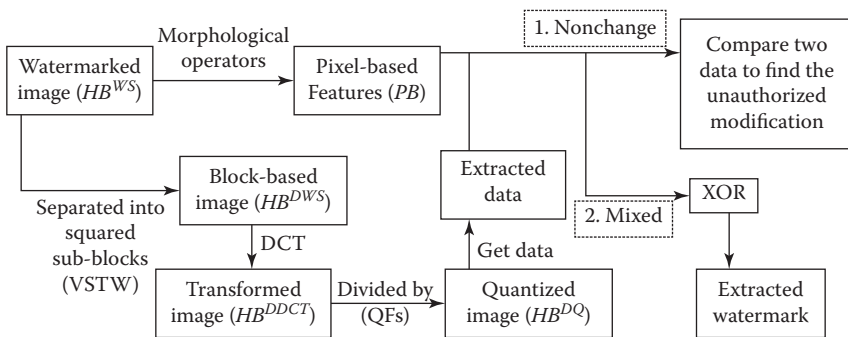 Watermarked
image (HB^WS)
Morphological
operators
Pixel-based
Features (PB)
1. Nonchange
Compare two
data to find the
unauthorized
modification
Separated into
squared
sub-blocks
(VSTW)
Block-based
image (HB^DWS)
DCT
Extracted
data
2. Mixed
XOR
Get data
Transformed
image (HB^DDCT)
Divided by
(QFs)
Quantized
image (HB^DQ)
Extracted
watermark